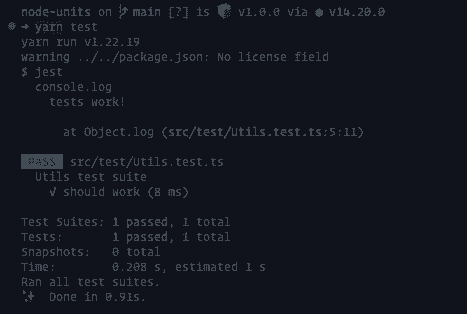 node-units on main [?] is v1.0.0 via v14.20.0
➜ yarn test
yarn run v1.22.19
warning ../../package.json: No license field
$ jest
console.log
tests work!
at Object.log (src/test/Utils.test.ts:5:11)
PASS src/test/Utils.test.ts
Utils test suite
√ should work (8 ms)
Test Suites: 1 passed, 1 total
Tests: 1 passed, 1 total
Snapshots: 0 total
Time: 0.208 s, estimated 1 s
Ran all test suites.
Done in 0.91s.